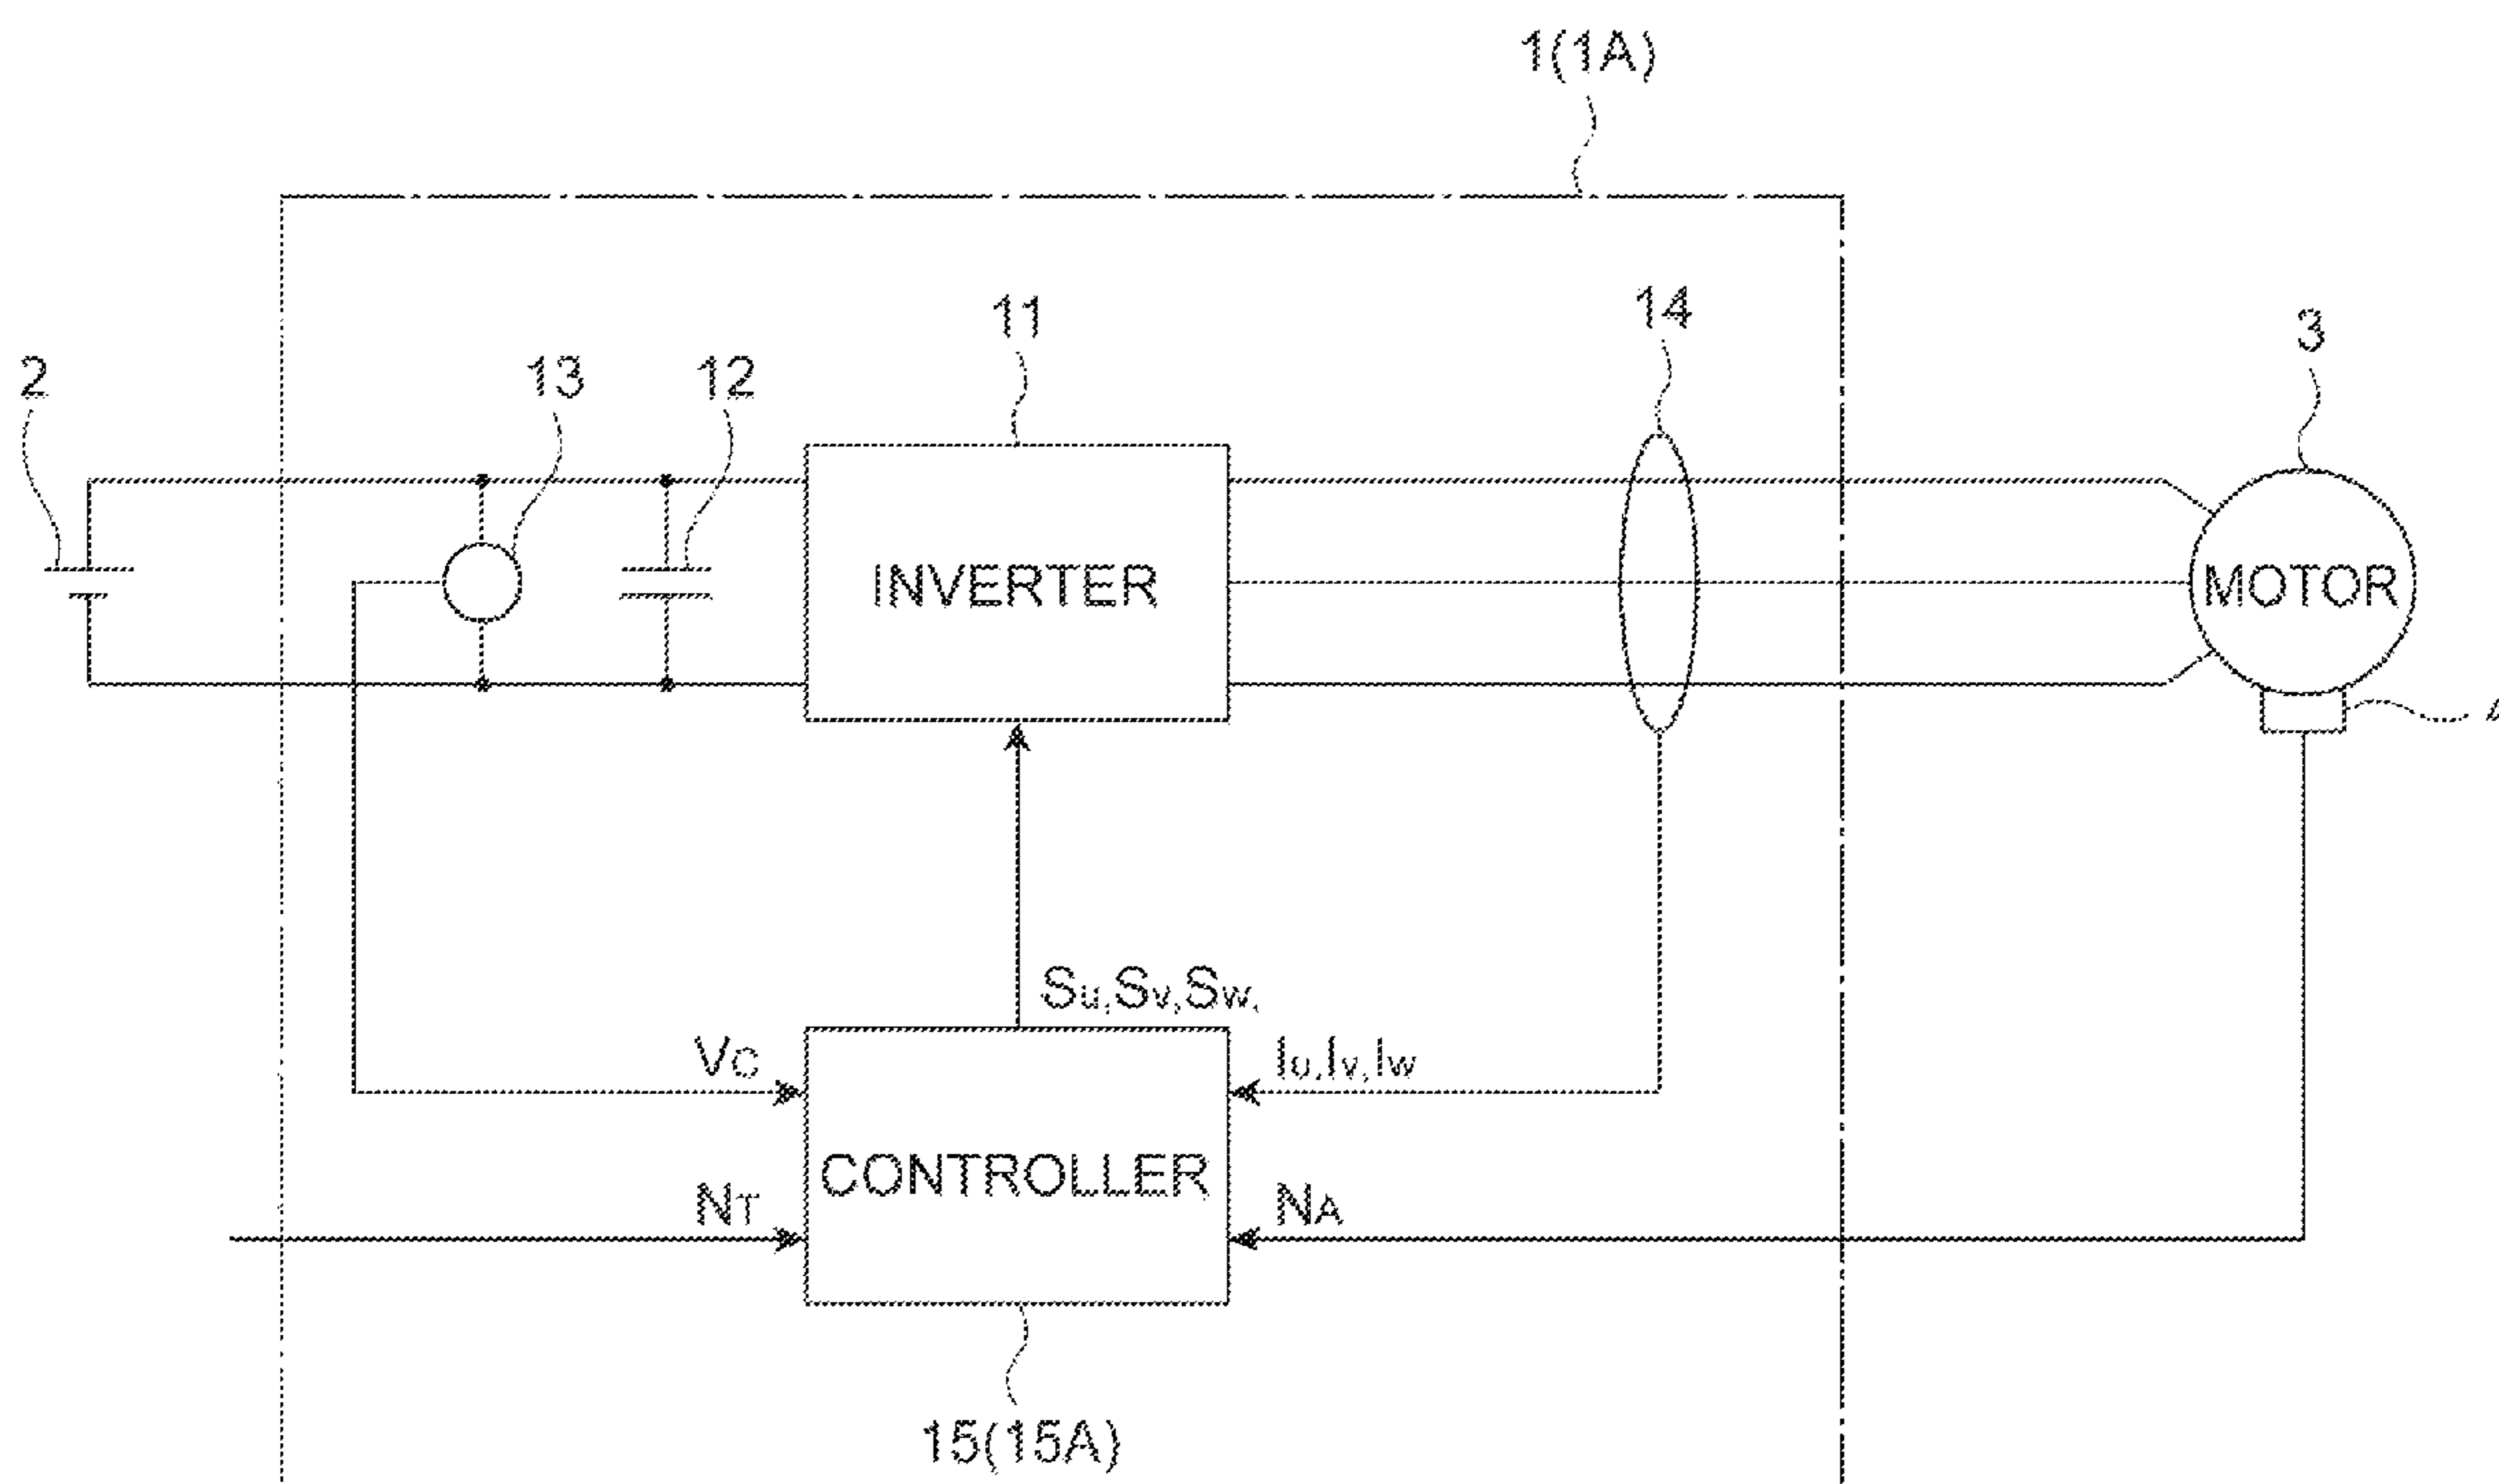 1(1A)
11
14
3
2
13
12
INVERTER
MOTOR
Su,Sv,Sw,
VC
Iu,Iv,Iw
CONTROLLER
NT
NA
15(15A)